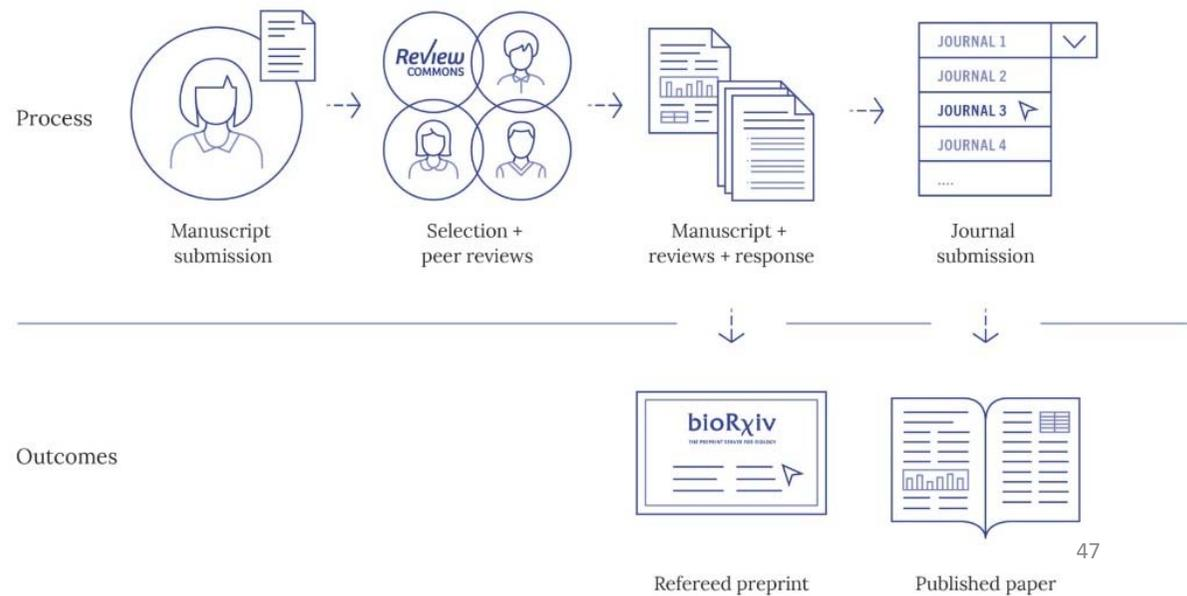 Process
Review
COMMONS
JOURNAL 1
JOURNAL 2
JOURNAL 3
JOURNAL 4
....
Manuscript
submission
Selection +
peer reviews
Manuscript +
reviews + response
Journal
submission
Outcomes
bioRχiv
THE PREPRINT SERVER FOR BIOLOGY
47
Refereed preprint
Published paper